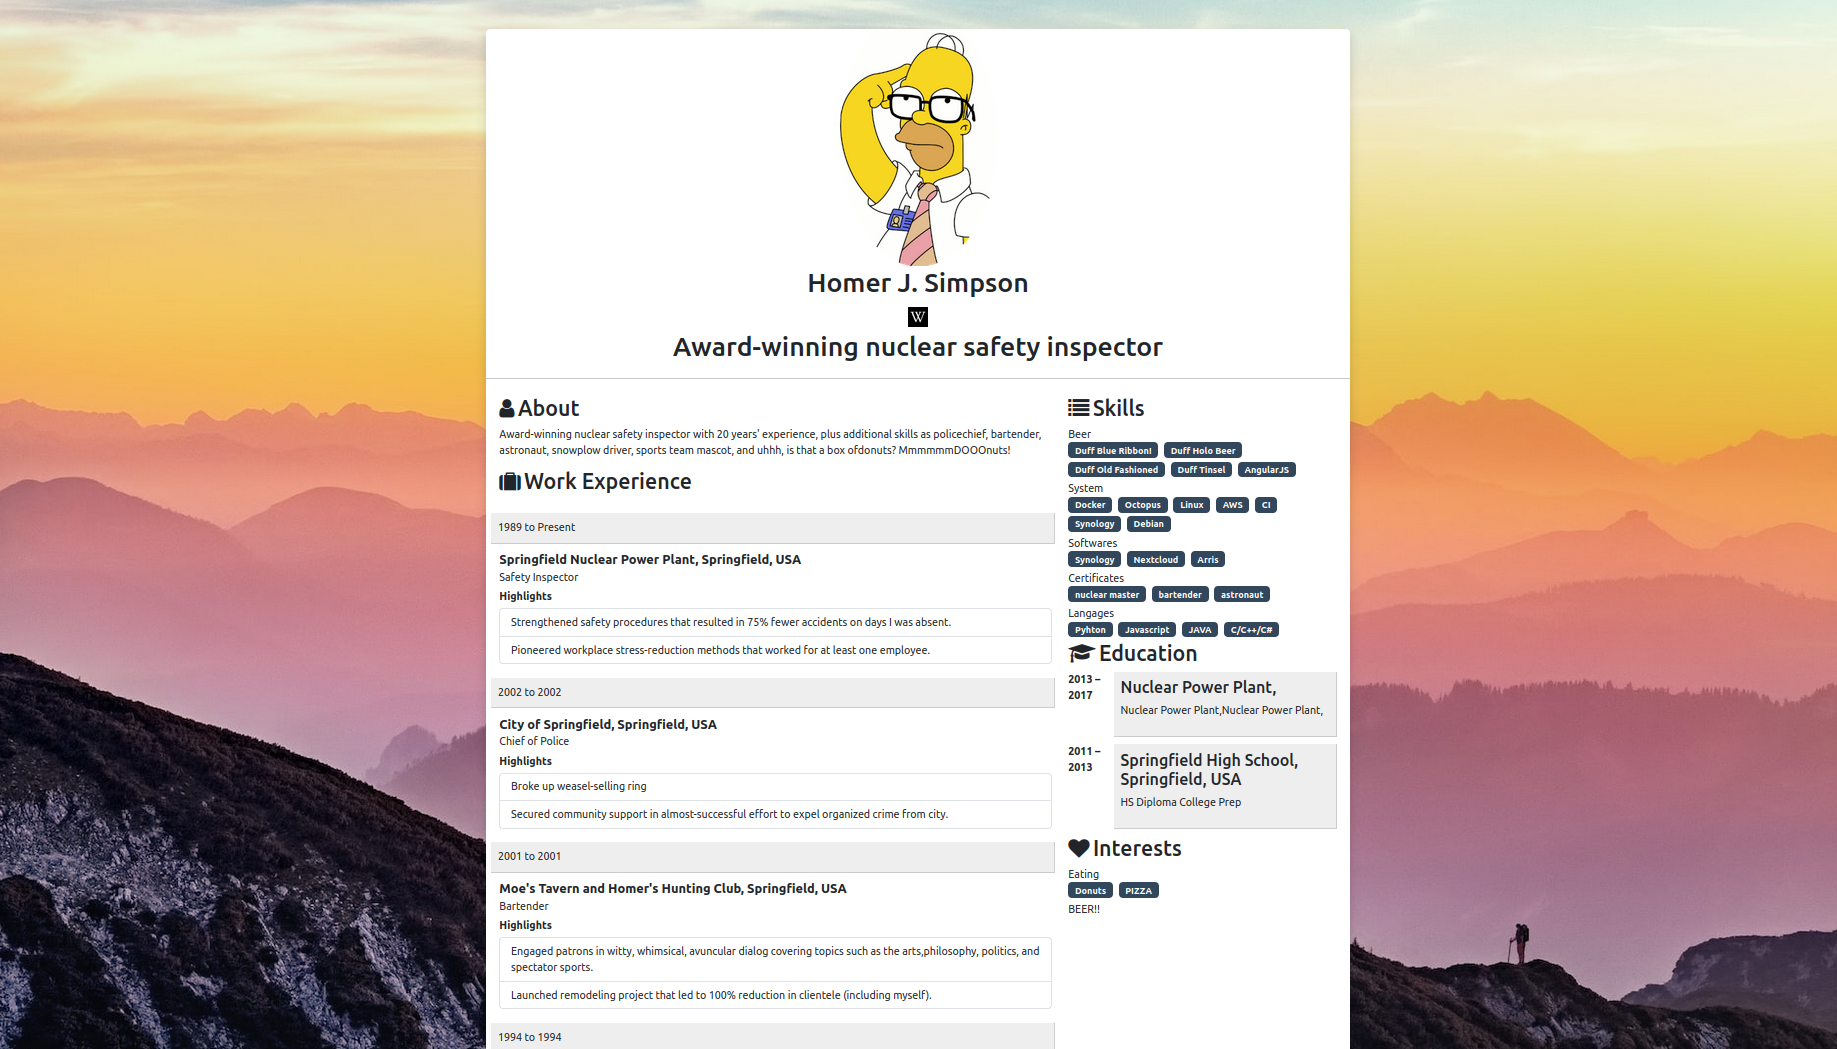 Homer J. Simpson
W
Award-winning nuclear safety inspector
About
Award-winning nuclear safety inspector with 20 years' experience, plus additional skills as policechief, bartender,
astronaut, snowplow driver, sports team mascot, and uhhh, is that a box ofdonuts? MmmmmmDOOOnuts!
Work Experience
1989 to Present
Springfield Nuclear Power Plant, Springfield, USA
Safety Inspector
Highlights
Strengthened safety procedures that resulted in 75% fewer accidents on days I was absent.
Pioneered workplace stress-reduction methods that worked for at least one employee.
2002 to 2002
City of Springfield, Springfield, USA
Chief of Police
Highlights
Broke up weasel-selling ring
Secured community support in almost-successful effort to expel organized crime from city.
2001 to 2001
Moe's Tavern and Homer's Hunting Club, Springfield, USA
Bartender
Highlights
Engaged patrons in witty, whimsical, avuncular dialog covering topics such as the arts,philosophy, politics, and
spectator sports.
Launched remodeling project that led to 100% reduction in clientele (including myself).
1994 to 1994
Skills
Beer
Duff Blue Ribbon! Duff Holo Beer
Duff Old Fashioned Duff Tinsel AngularJS
System
Docker Octopus Linux AWS CI
Synology Debian
Softwares
Synology Nextcloud Arris
Certificates
nuclear master bartender astronaut
Langages
Pyhton Javascript JAVA C/C++/C#
Education
2013 –
2017
Nuclear Power Plant,
Nuclear Power Plant,Nuclear Power Plant,
2011 –
2013
Springfield High School,
Springfield, USA
HS Diploma College Prep
Interests
Eating
Donuts PIZZA
BEER!!